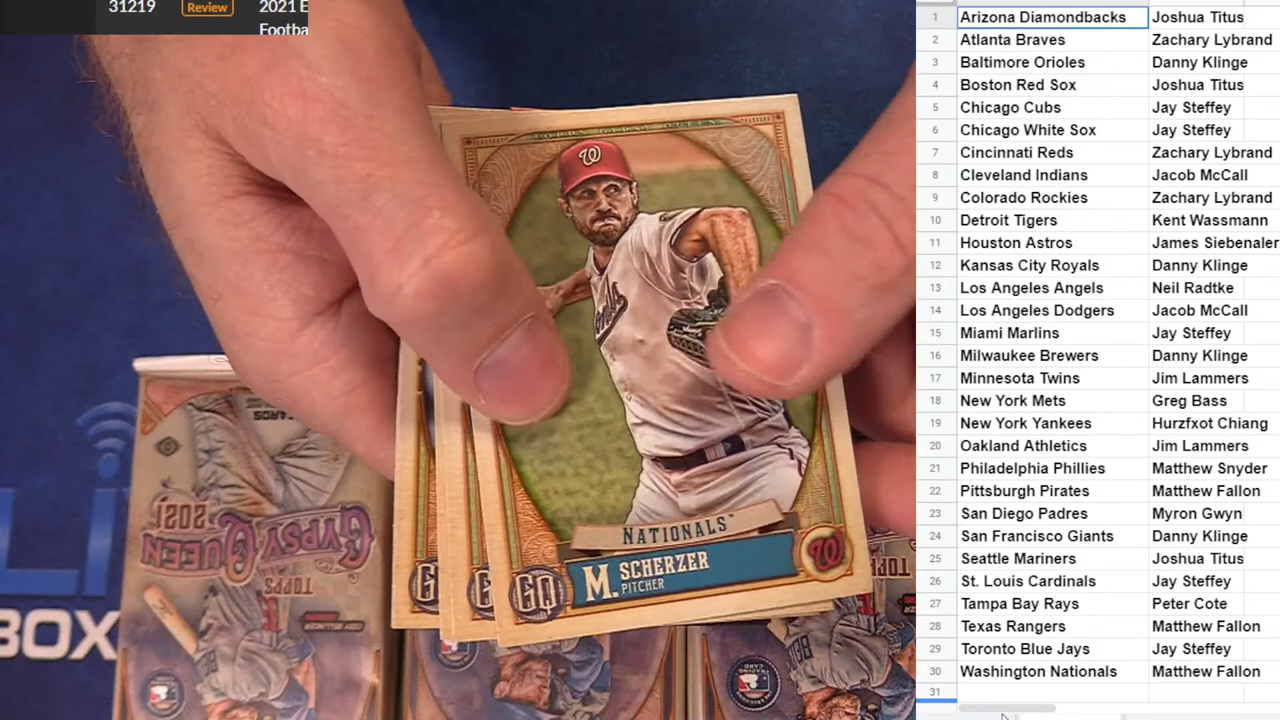 31219
Review
2021 E
Footba
TOPPS GYPSY QUEEN
W
NATIONALS
M. SCHERZER
PITCHER
GQ
W
G
GQ
2021
GYPSY QUEEN
TOPPS
CARDS
LI
BOX
1 Arizona Diamondbacks Joshua Titus
2 Atlanta Braves Zachary Lybrand
3 Baltimore Orioles Danny Klinge
4 Boston Red Sox Joshua Titus
5 Chicago Cubs Jay Steffey
6 Chicago White Sox Jay Steffey
7 Cincinnati Reds Zachary Lybrand
8 Cleveland Indians Jacob McCall
9 Colorado Rockies Zachary Lybrand
10 Detroit Tigers Kent Wassmann
11 Houston Astros James Siebenaler
12 Kansas City Royals Danny Klinge
13 Los Angeles Angels Neil Radtke
14 Los Angeles Dodgers Jacob McCall
15 Miami Marlins Jay Steffey
16 Milwaukee Brewers Danny Klinge
17 Minnesota Twins Jim Lammers
18 New York Mets Greg Bass
19 New York Yankees Hurzfxot Chiang
20 Oakland Athletics Jim Lammers
21 Philadelphia Phillies Matthew Snyder
22 Pittsburgh Pirates Matthew Fallon
23 San Diego Padres Myron Gwyn
24 San Francisco Giants Danny Klinge
25 Seattle Mariners Joshua Titus
26 St. Louis Cardinals Jay Steffey
27 Tampa Bay Rays Peter Cote
28 Texas Rangers Matthew Fallon
29 Toronto Blue Jays Jay Steffey
30 Washington Nationals Matthew Fallon
31